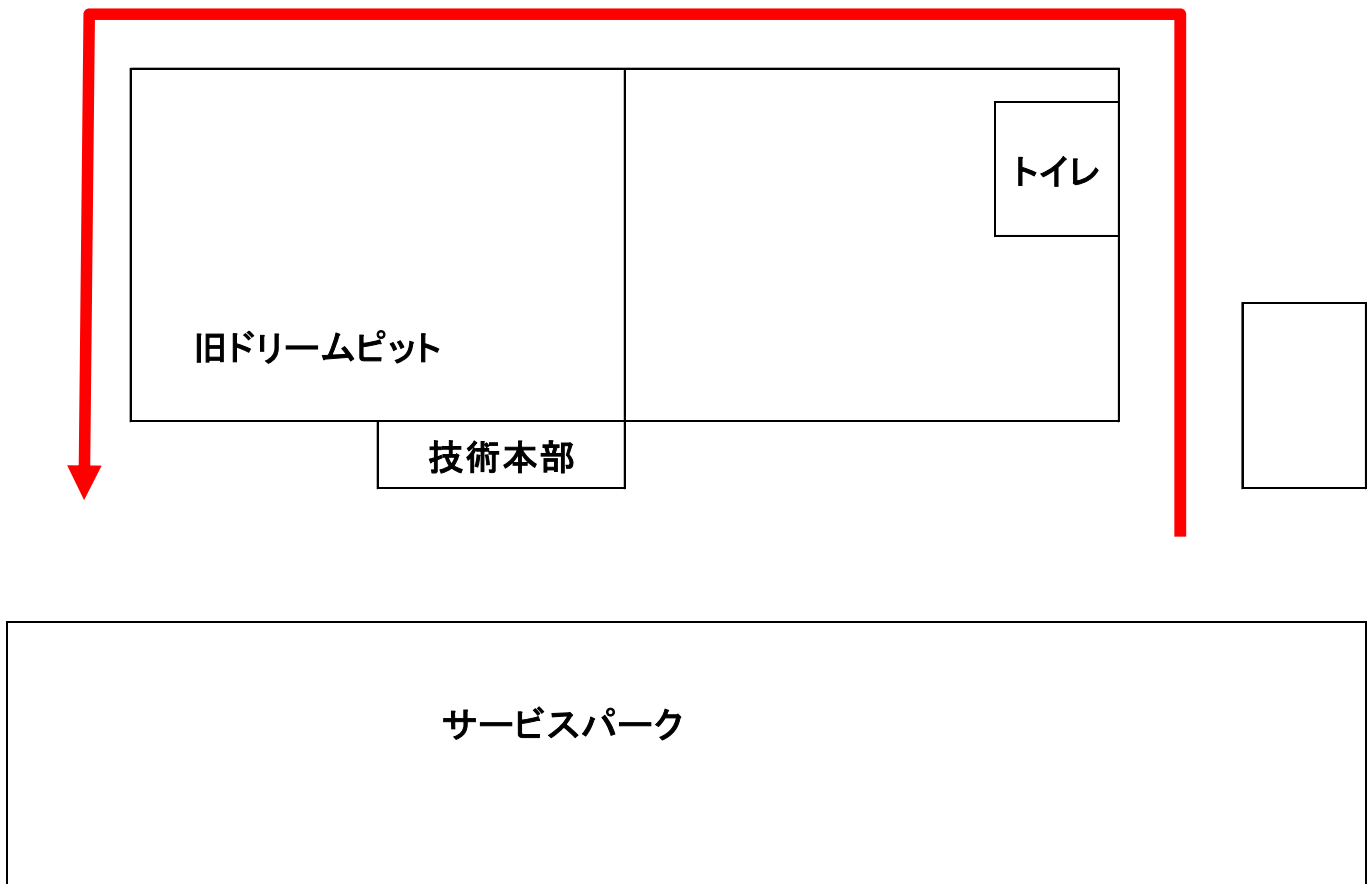 トイレ
旧ドリームピット
技術本部
サービスパーク